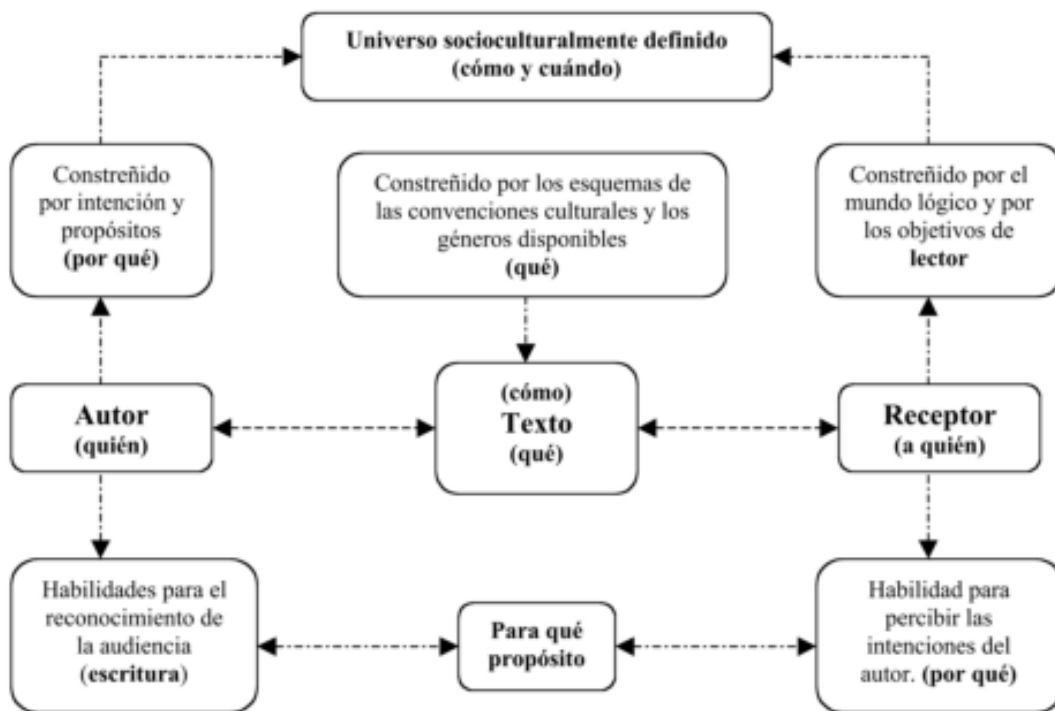 Universo socioculturalmente definido
(cómo y cuándo)
Constreñido
por intención y
propósitos
(por qué)
Constreñido por los esquemas de
las convenciones culturales y los
géneros disponibles
(qué)
Constreñido por el
mundo lógico y por
los objetivos de
lector
Autor
(quién)
(cómo)
Texto
(qué)
Receptor
(a quién)
Habilidades para el
reconocimiento de
la audiencia
(escritura)
Para qué
propósito
Habilidad para
percibir las
intenciones del
autor. (por qué)